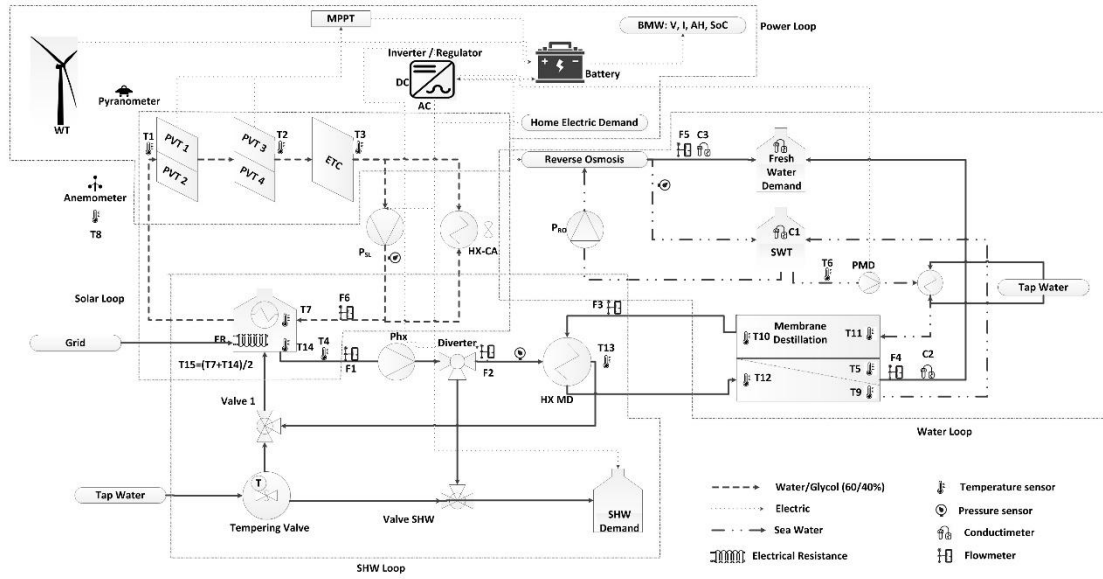 MPPT
BMW: V, I, AH, SoC
Power Loop
Inverter / Regulator
DC
AC
Battery
Pyranometer
WT
Home Electric Demand
T1
PVT 1
PVT 2
PVT 3
PVT 4
T2
ETC
T3
Anemometer
T8
Reverse Osmosis
F5
C3
Fresh
Water
Demand
PRO
C1
SWT
PSL
HX-CA
T6
PMD
Tap Water
Solar Loop
T7
F6
F3
Grid
ER
T14
T4
F1
Phx
Diverter
F2
T13
HX MD
T15=(T7+T14)/2
T10
Membrane
Destillation
T11
T12
T5
T9
F4
C2
Valve 1
Water Loop
Tap Water
T
Tempering Valve
Valve SHW
SHW
Demand
SHW Loop
Water/Glycol (60/40%)
Electric
Sea Water
Electrical Resistance
Temperature sensor
Pressure sensor
Conductimeter
Flowmeter